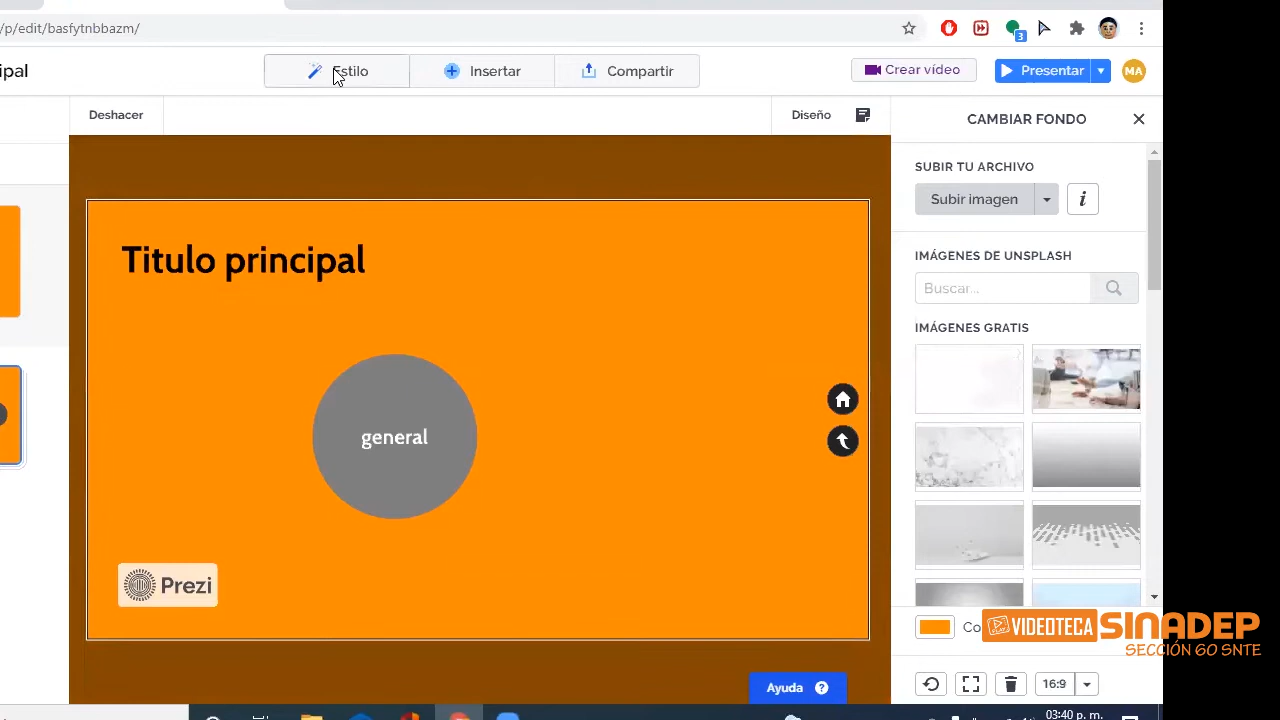 /p/edit/basfytnbbazm/
3
ipal
Estilo
Insertar
Compartir
Crear vídeo
Presentar
MA
Deshacer
Diseño
CAMBIAR FONDO
SUBIR TU ARCHIVO
Subir imagen
i
IMÁGENES DE UNSPLASH
Buscar...
IMÁGENES GRATIS
Titulo principal
general
Prezi
Co
VIDEOTECA SINADEP
SECCIÓN 60 SNTE
16:9
Ayuda ?
03:40 p. m.